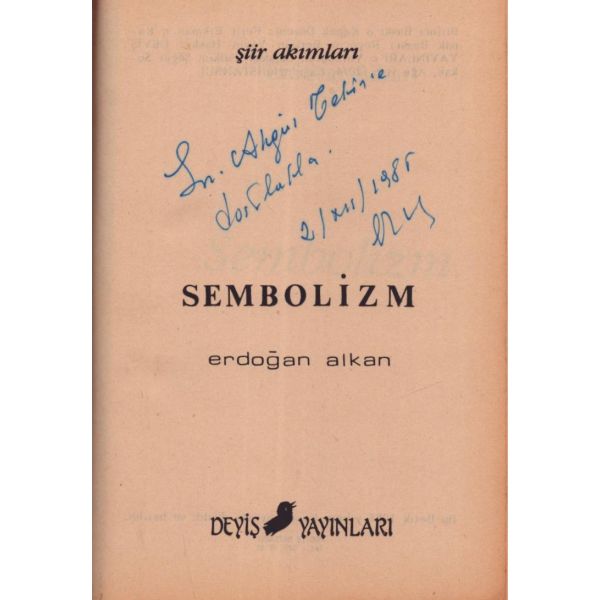 şiir akımları
Sn. Akgün Tekin'e
dostlukla.
2/XII/1985
SEMBOLİZM
erdoğan alkan
DEYİŞ YAYINLARI